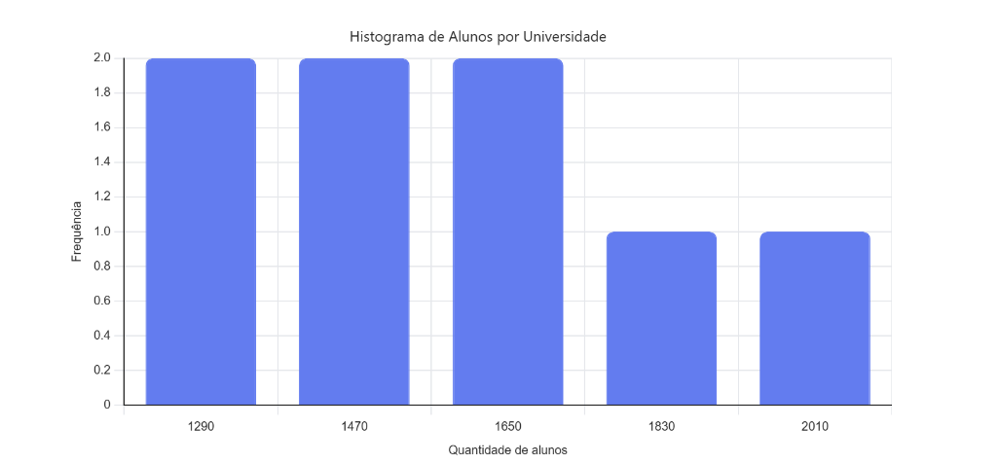 Histograma de Alunos por Universidade
2.0
1.8
1.6
1.4
1.2
1.0
0.8
0.6
0.4
0.2
0
Frequência
1290 1470 1650 1830 2010
Quantidade de alunos